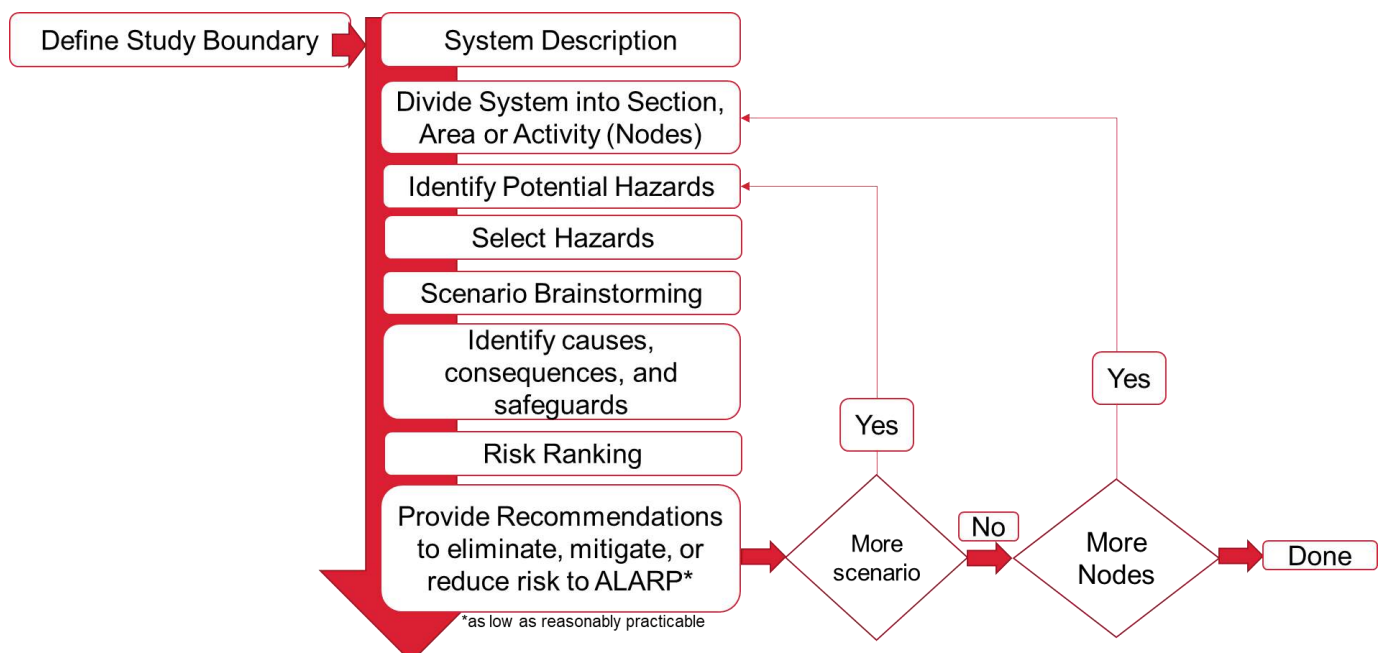 Define Study Boundary
System Description
Divide System into Section,
Area or Activity (Nodes)
Identify Potential Hazards
Select Hazards
Scenario Brainstorming
Identify causes,
consequences, and
safeguards
Risk Ranking
Provide Recommendations
to eliminate, mitigate, or
reduce risk to ALARP*
*as low as reasonably practicable
More
scenario
Yes
No
More
Nodes
Yes
Done